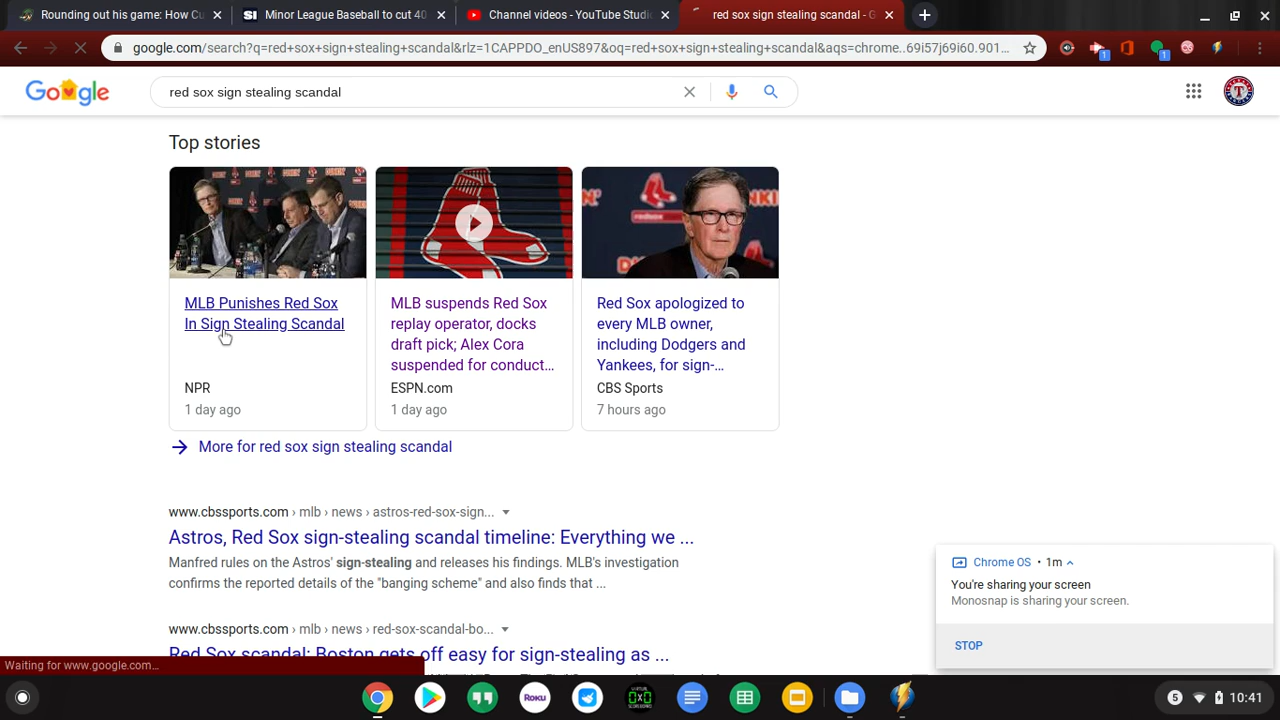 Rounding out his game: How Cu
Minor League Baseball to cut 40
Channel videos - YouTube Studi
red sox sign stealing scandal - G
google.com/search?q=red+sox+sign+stealing+scandal&rlz=1CAPPDO_enUS897&oq=red+sox+sign+stealing+scandal&aqs=chrome..69i57j69i60.901...
1
1
Google
red sox sign stealing scandal
Top stories
MLB Punishes Red Sox
In Sign Stealing Scandal
NPR
1 day ago
MLB suspends Red Sox
replay operator, docks
draft pick; Alex Cora
suspended for conduct...
ESPN.com
1 day ago
Red Sox apologized to
every MLB owner,
including Dodgers and
Yankees, for sign-...
CBS Sports
7 hours ago
More for red sox sign stealing scandal
www.cbssports.com › mlb › news › astros-red-sox-sign...
Astros, Red Sox sign-stealing scandal timeline: Everything we ...
Manfred rules on the Astros' sign-stealing and releases his findings. MLB's investigation
confirms the reported details of the "banging scheme" and also finds that ...
www.cbssports.com › mlb › news › red-sox-scandal-bo...
Red Sox scandal: Boston gets off easy for sign-stealing as ...
Chrome OS • 1m
You're sharing your screen
Monosnap is sharing your screen.
STOP
Waiting for www.google.com...
Roku
5
10:41